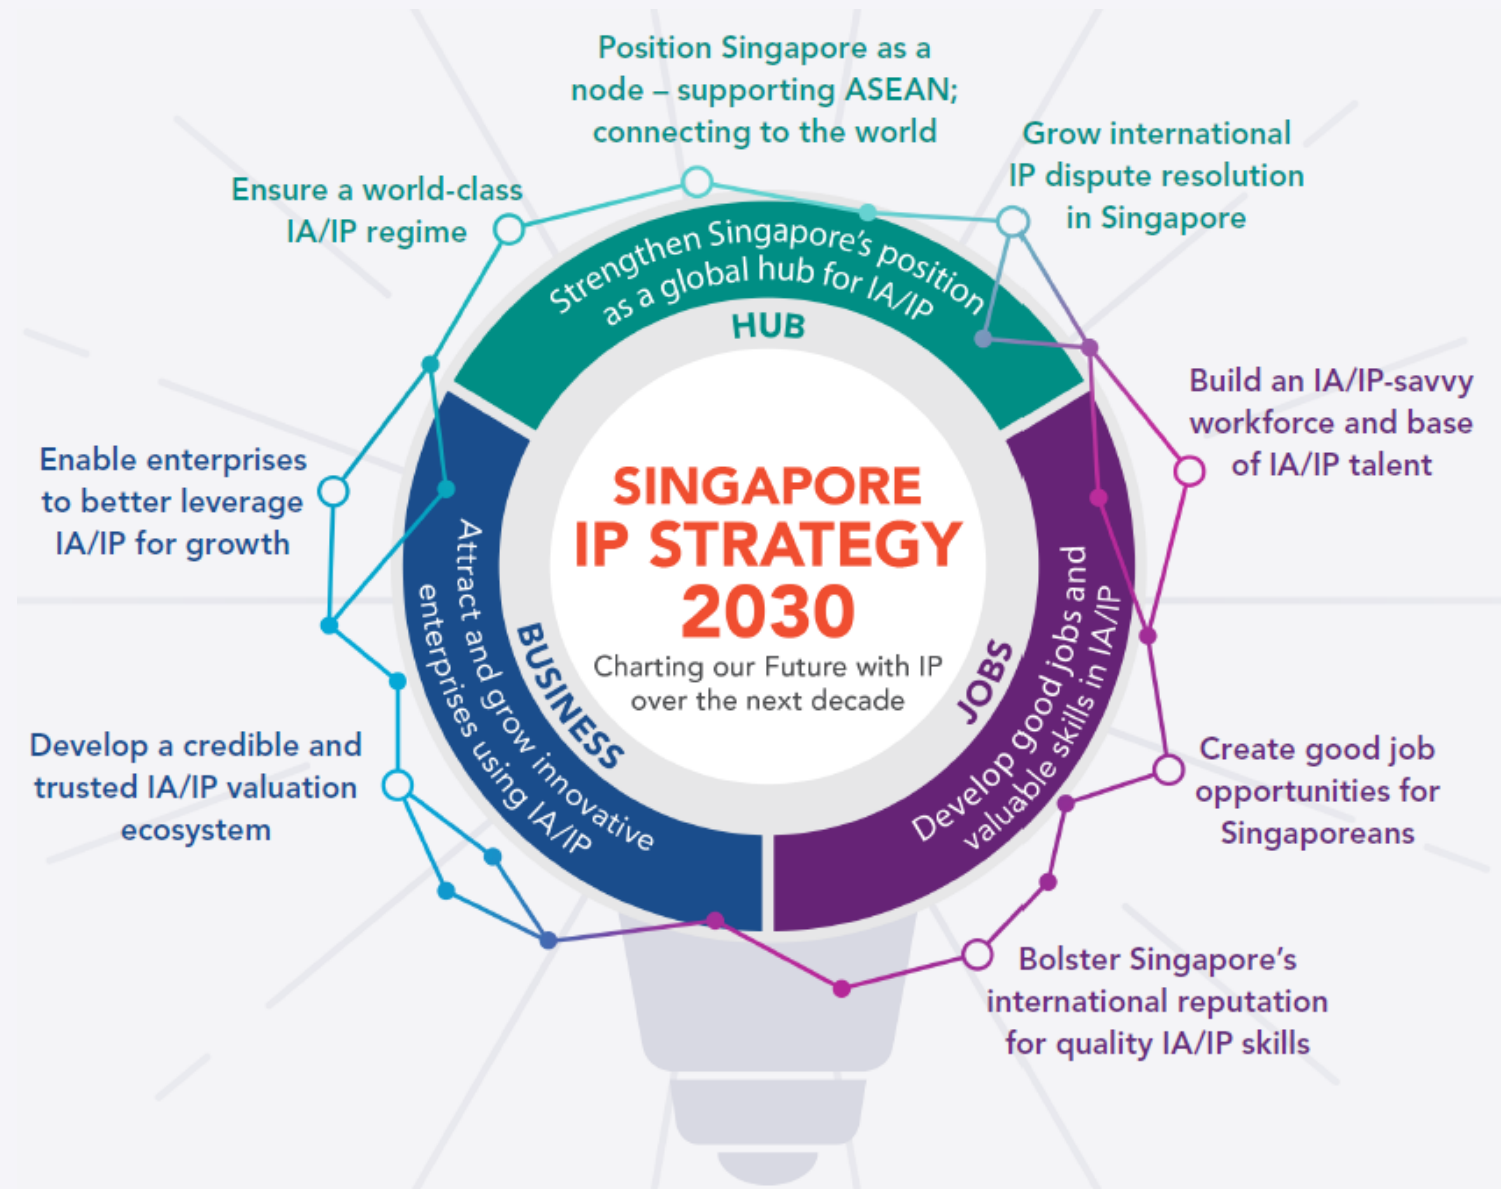 Position Singapore as a
node – supporting ASEAN;
connecting to the world
Grow international
IP dispute resolution
in Singapore
Ensure a world-class
IA/IP regime
Strengthen Singapore's position
as a global hub for IA/IP
HUB
Build an IA/IP-savvy
workforce and base
of IA/IP talent
Enable enterprises
to better leverage
IA/IP for growth
SINGAPORE
IP STRATEGY
2030
Charting our Future with IP
over the next decade
Attract and grow innovative
enterprises using IA/IP
BUSINESS
JOBS
Develop good jobs and
valuable skills in IA/IP
Develop a credible and
trusted IA/IP valuation
ecosystem
Create good job
opportunities for
Singaporeans
Bolster Singapore's
international reputation
for quality IA/IP skills